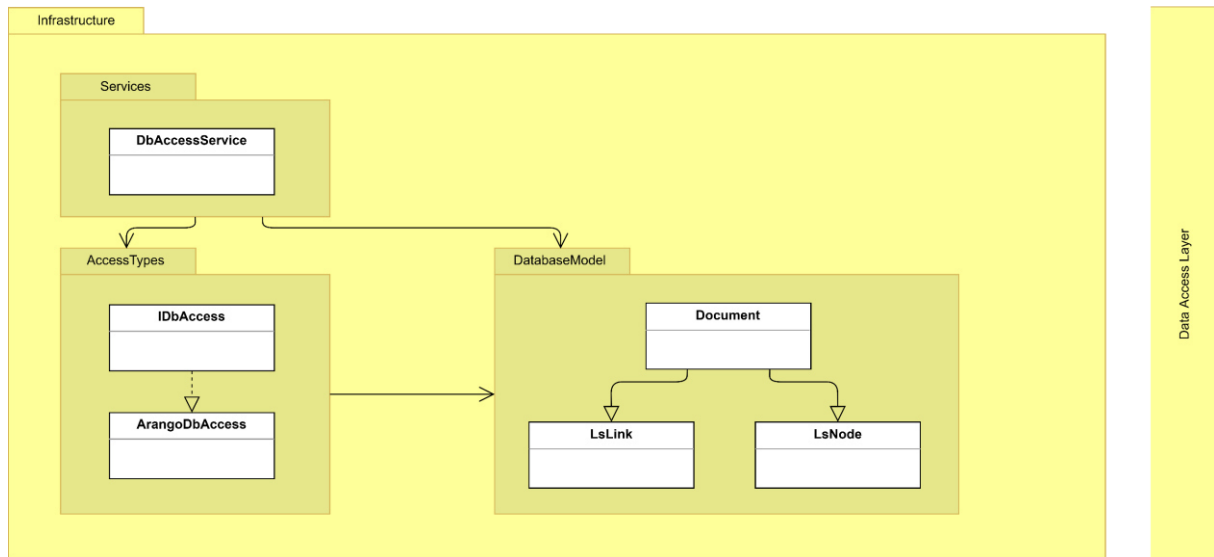 Infrastructure
Services
DbAccessService
AccessTypes
IDbAccess
ArangoDbAccess
DatabaseModel
Document
LsLink
LsNode
Data Access Layer